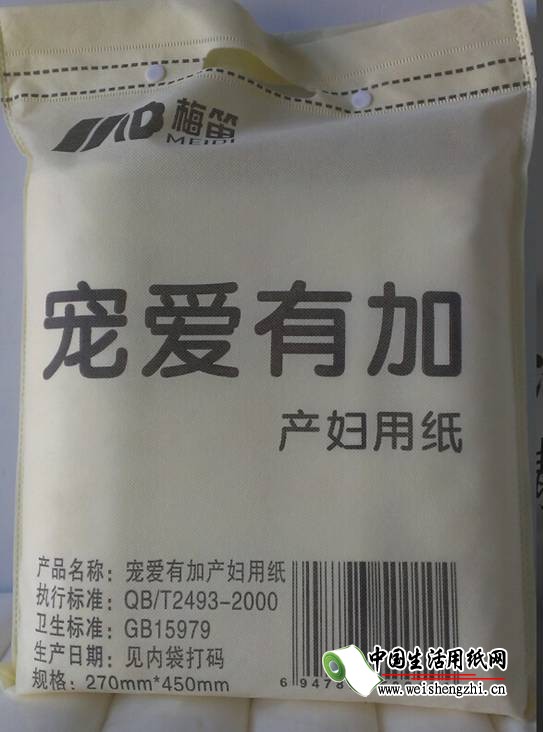 梅笛
MEIDI
宠爱有加
产妇用纸
产品名称：宠爱有加产妇用纸
执行标准：QB/T2493-2000
卫生标准：GB15979
生产日期：见内袋打码
规格：270mm*450mm
6 9478
中国生活用纸网
www.weishengzhi.cn